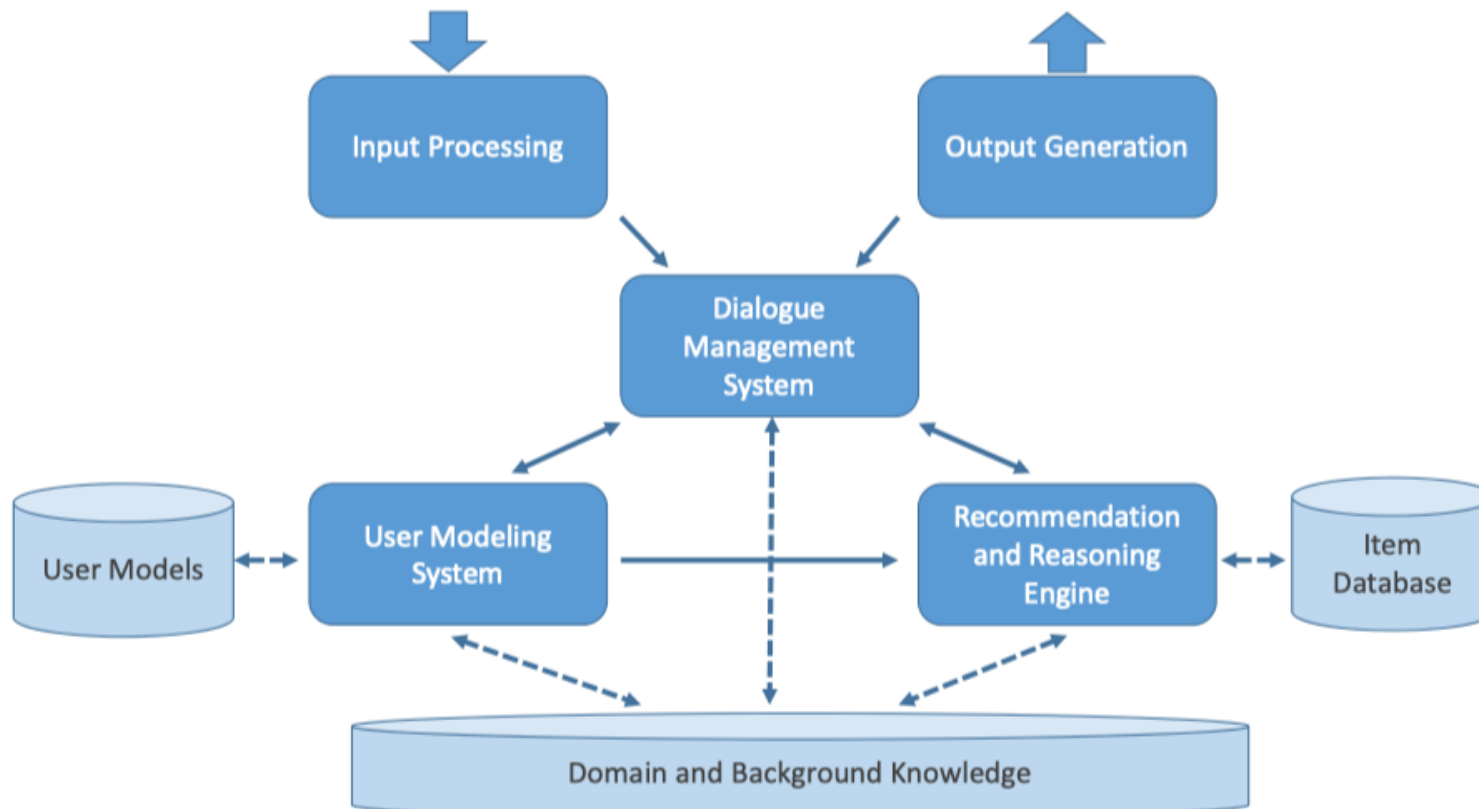 Input Processing
Output Generation
Dialogue
Management
System
User Models
User Modeling
System
Recommendation
and Reasoning
Engine
Item
Database
Domain and Background Knowledge